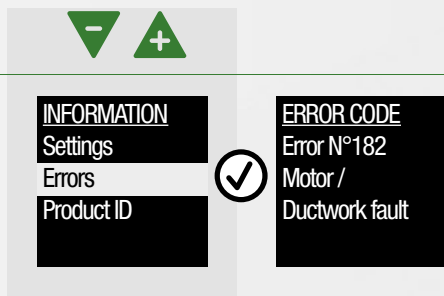 INFORMATION
Settings
Errors
Product ID
ERROR CODE
Error N°182
Motor /
Ductwork fault